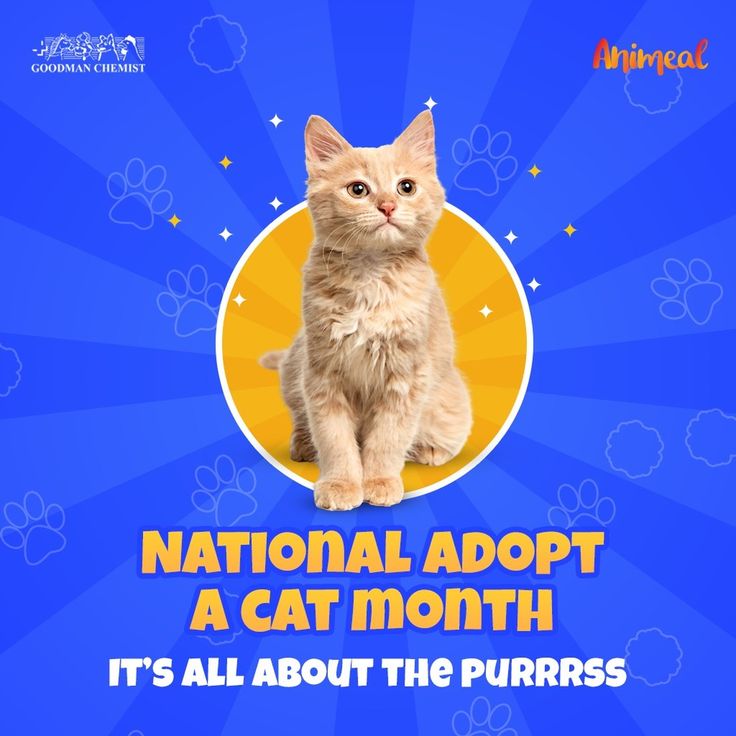 GOODMAN CHEMIST
Animeal
NATIONAL ADOPT
A CAT MONTH
IT'S ALL ABOUT THE PURRRSS